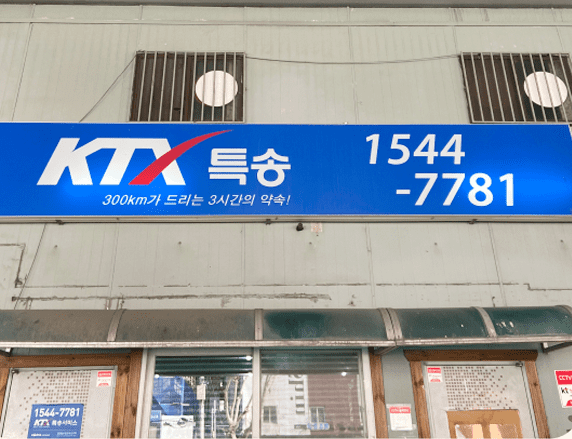 KTX 특송
300km가 드리는 3시간의 약속!
1544
-7781
1544-7781
KTX 특송서비스
CCTV